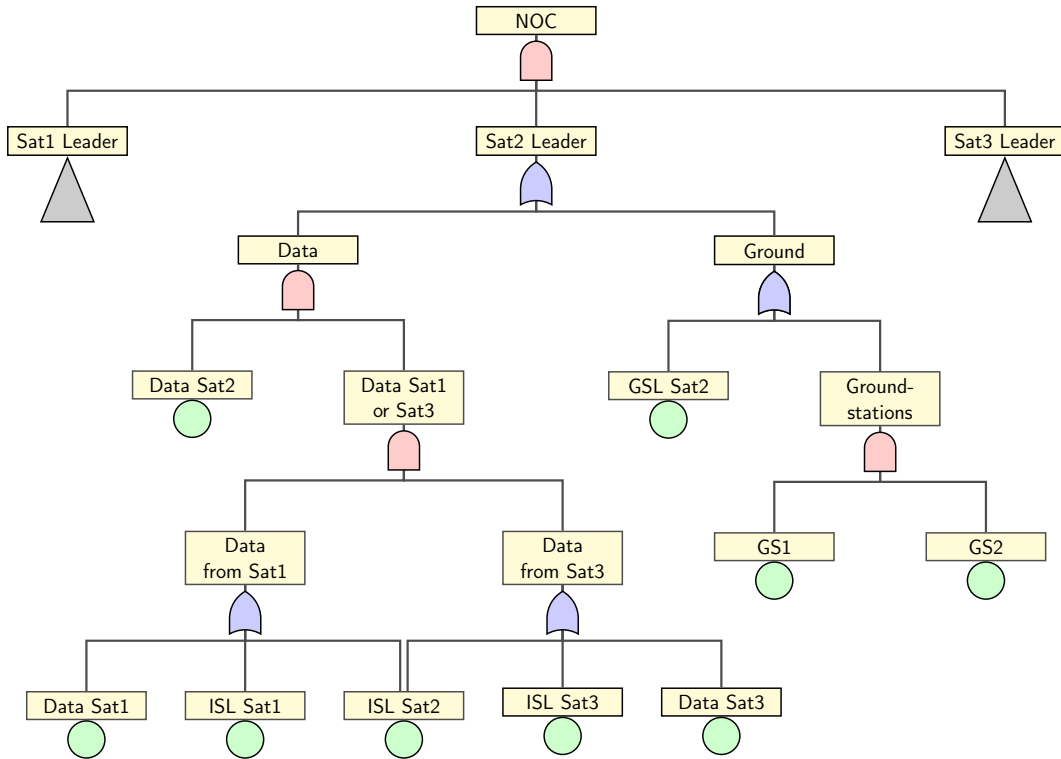 NOC
Sat1 Leader
Sat2 Leader
Sat3 Leader
Data
Ground
Data Sat2
Data Sat1
or Sat3
GSL Sat2
Ground-
stations
Data
from Sat1
Data
from Sat3
GS1
GS2
Data Sat1
ISL Sat1
ISL Sat2
ISL Sat3
Data Sat3